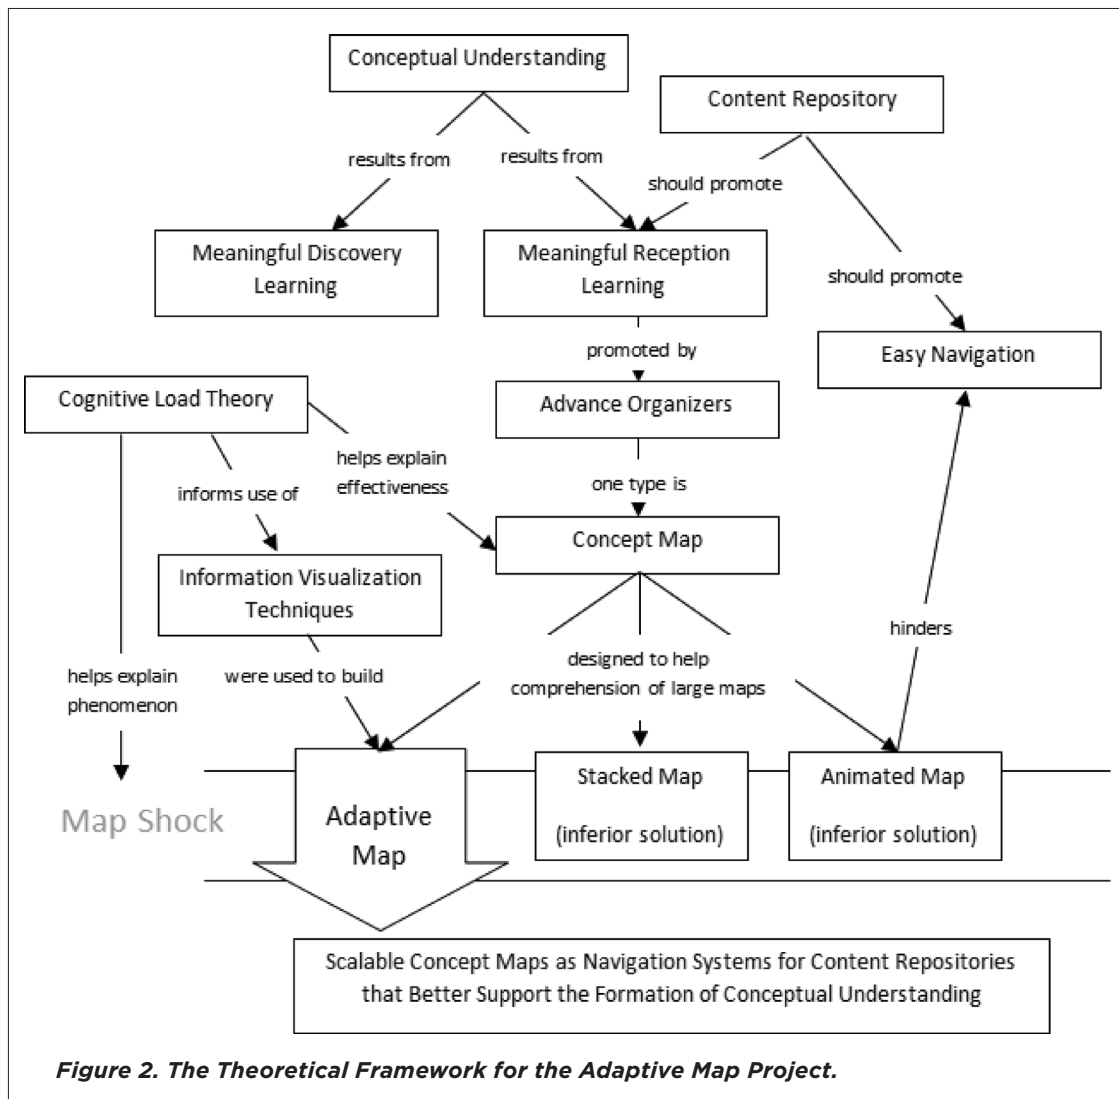 Conceptual Understanding
Content Repository
results from
results from
should promote
Meaningful Discovery
Learning
Meaningful Reception
Learning
should promote
promoted by
Easy Navigation
Cognitive Load Theory
Advance Organizers
helps explain
effectiveness
informs use of
one type is
Concept Map
Information Visualization
Techniques
hinders
helps explain
phenomenon
were used to build
designed to help
comprehension of large maps
Map Shock
Adaptive
Map
Stacked Map
(inferior solution)
Animated Map
(inferior solution)
Scalable Concept Maps as Navigation Systems for Content Repositories
that Better Support the Formation of Conceptual Understanding
Figure 2. The Theoretical Framework for the Adaptive Map Project.